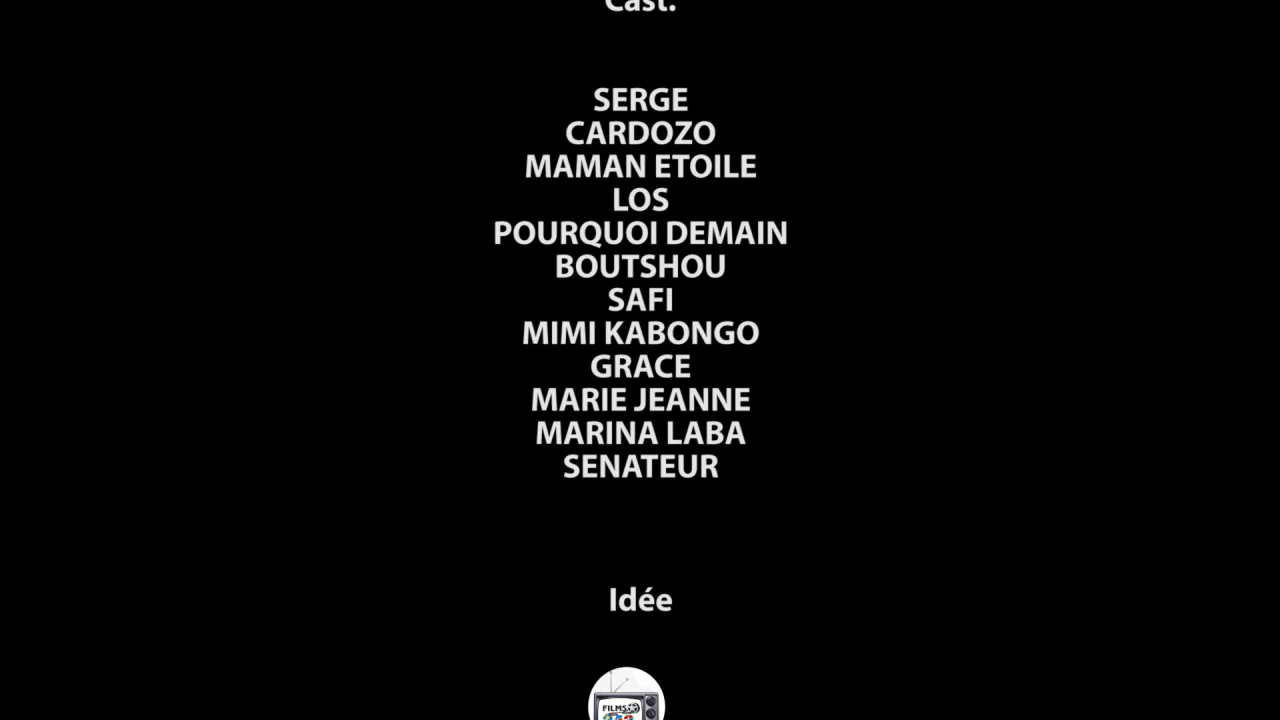 Cast.
SERGE
CARDOZO
MAMAN ETOILE
LOS
POURQUOI DEMAIN
BOUTSHOU
SAFI
MIMI KABONGO
GRACE
MARIE JEANNE
MARINA LABA
SENATEUR
Idée
FILMS